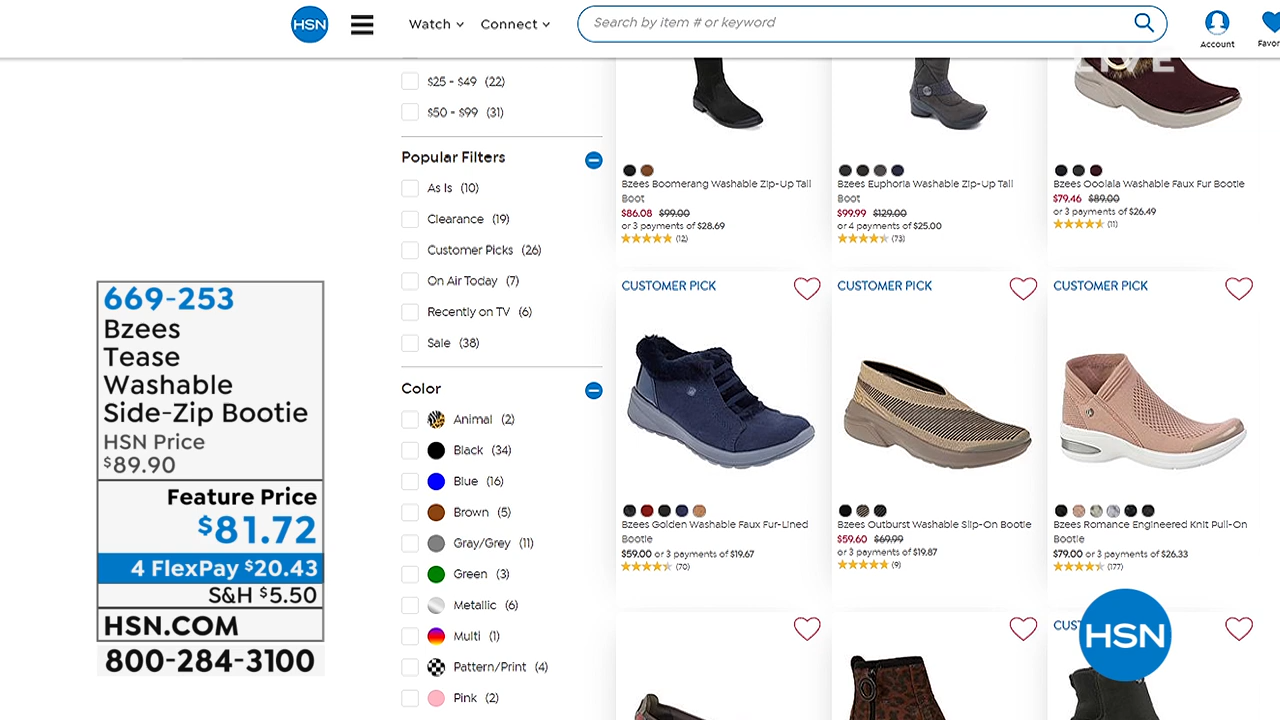 HSN
Watch
Connect
Search by item # or keyword
Account
Favor
LIVE
$25 - $49 (22)
$50 - $99 (31)
Popular Filters
As Is (10)
Clearance (19)
Customer Picks (26)
On Air Today (7)
Recently on TV (6)
Sale (38)
Color
Animal (2)
Black (34)
Blue (16)
Brown (5)
Gray/Grey (11)
Green (3)
Metallic (6)
Multi (1)
Pattern/Print (4)
Pink (2)
Bzees Boomerang Washable Zip-Up Tall
Boot
$86.08 $99.00
or 3 payments of $28.69
(12)
Bzees Euphoria Washable Zip-Up Tall
Boot
$99.99 $129.00
or 4 payments of $25.00
(73)
Bzees Ooolala Washable Faux Fur Bootie
$79.46 $89.00
or 3 payments of $26.49
(11)
CUSTOMER PICK
Bzees Golden Washable Faux Fur-Lined
Bootie
$59.00 or 3 payments of $19.67
(70)
CUSTOMER PICK
Bzees Outburst Washable Slip-On Bootie
$59.60 $69.99
or 3 payments of $19.87
(9)
CUSTOMER PICK
Bzees Romance Engineered Knit Pull-On
Bootie
$79.00 or 3 payments of $26.33
(177)
CUST
HSN
669-253
Bzees
Tease
Washable
Side-Zip Bootie
HSN Price
$89.90
Feature Price
$81.72
4 FlexPay $20.43
S&H $5.50
HSN.COM
800-284-3100